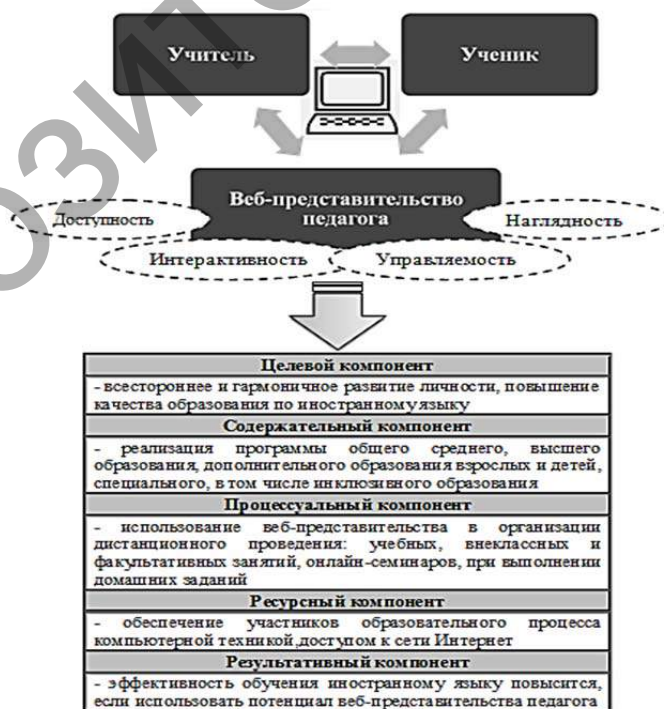 Учитель
Ученик
Веб-представительство
педагога
Доступность
Наглядность
Интерактивность
Управляемость
Целевой компонент
- всестороннее и гармоничное развитие личности, повышение
качества образования по иностранному языку
Содержательный компонент
- реализация программы общего среднего, высшего
образования, дополнительного образования взрослых и детей,
специального, в том числе инклюзивного образования
Процессуальный компонент
- использование веб-представительства в организации
дистанционного проведения: учебных, внеклассных и
факультативных занятий, онлайн-семинаров, при выполнении
домашних заданий
Ресурсный компонент
- обеспечение участников образовательного процесса
компьютерной техникой,доступом к сети Интернет
Результативный компонент
- эффективность обучения иностранному языку повысится,
если использовать потенциал веб-представительства педагога